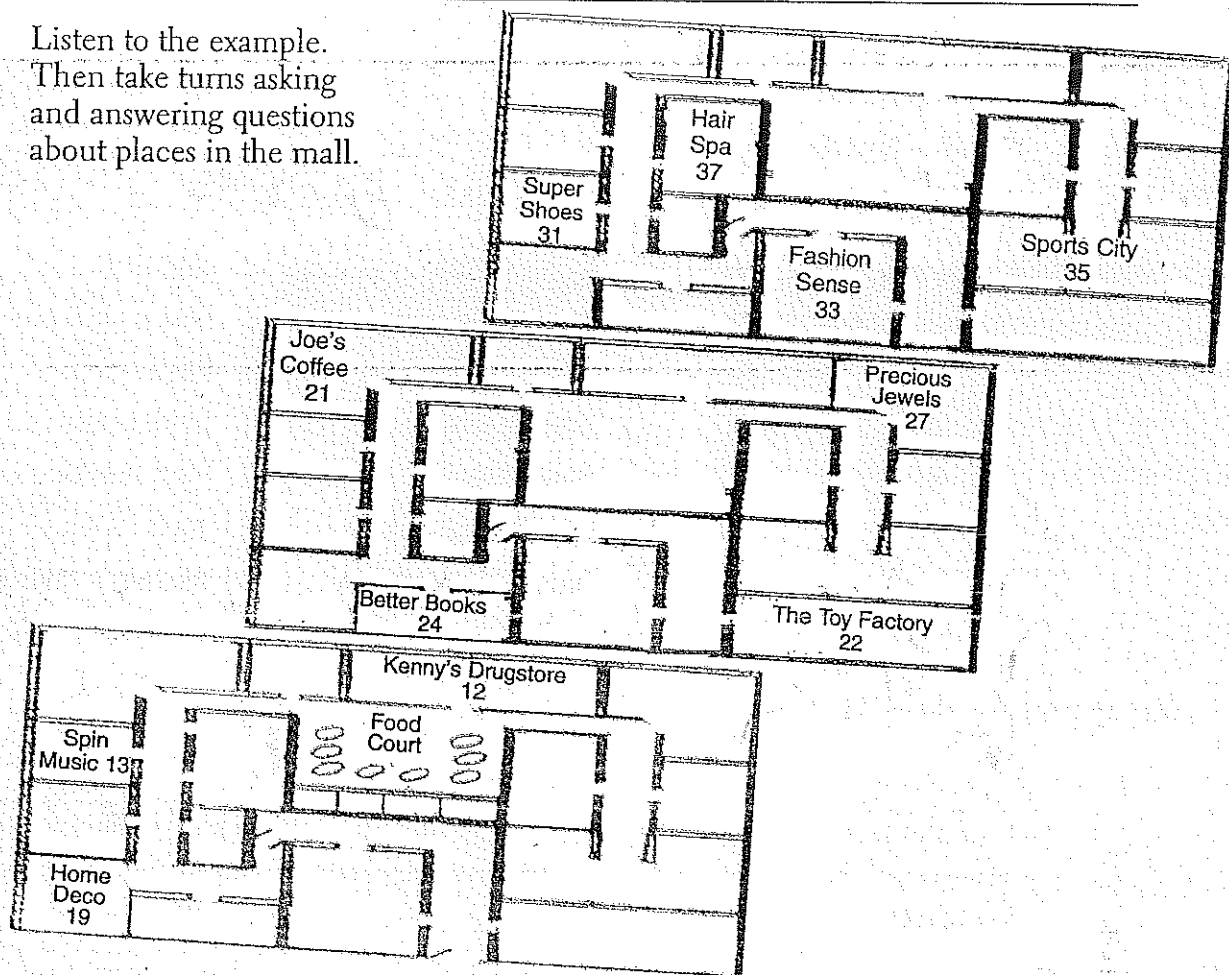 Listen to the example.
Then take turns asking
and answering questions
about places in the mall.
Hair
Spa
37
Super
Shoes
31
Fashion
Sense
33
Sports City
35
Joe's
Coffee
21
Precious
Jewels
27
Better Books
24
The Toy Factory
22
Kenny's Drugstore
12
Food
Court
Spin
Music 13
Home
Deco
19